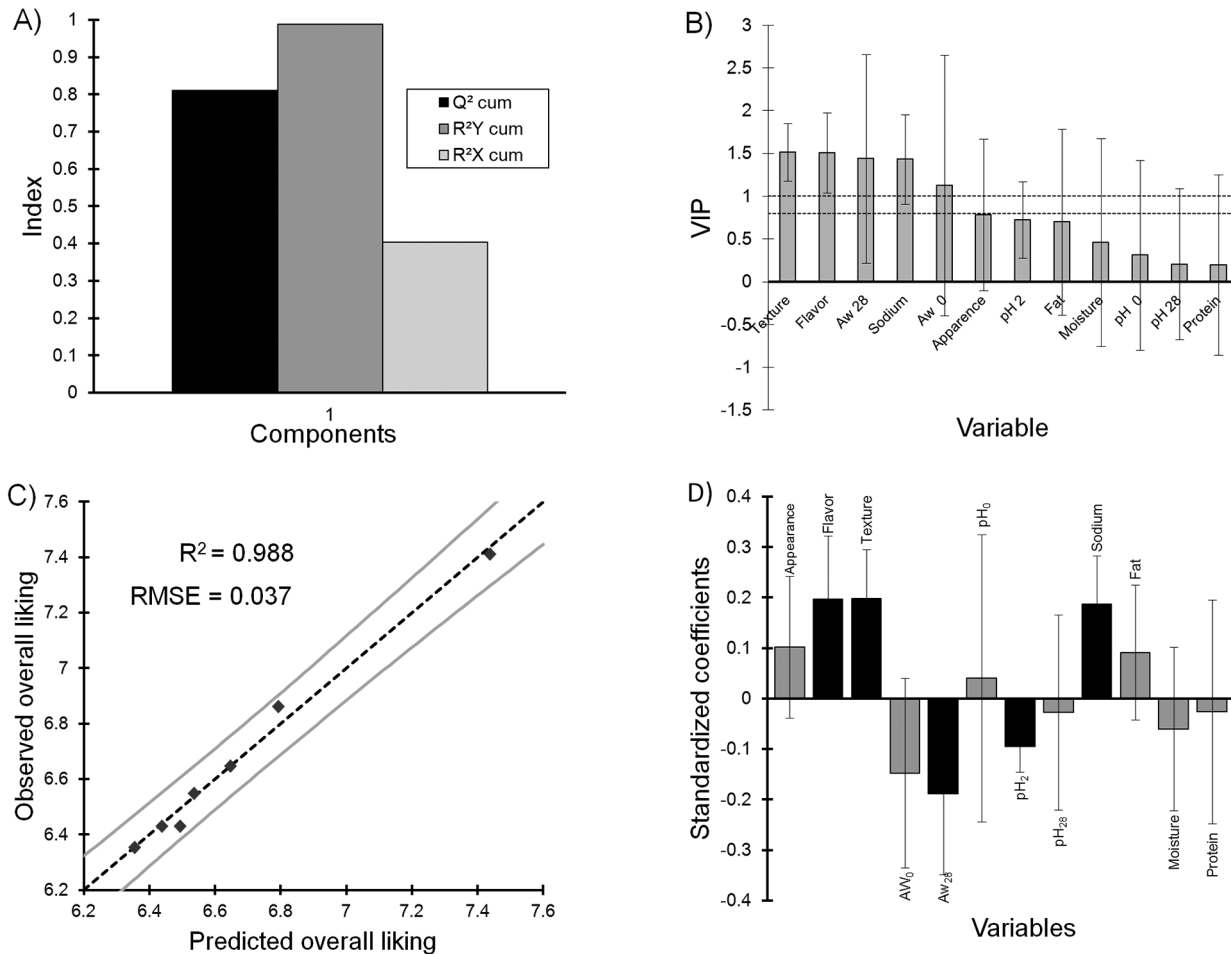 A)
1
0.9
0.8
0.7
0.6
0.5
0.4
0.3
0.2
0.1
0
Index
Q² cum
R²Y cum
R²X cum
1
Components
B)
3
2.5
2
1.5
1
0.5
0
-0.5
-1
-1.5
VIP
Texture
Flavor
Aw 28
Sodium
Aw_0
Apparence
pH 2
Fat
Moisture
pH_0
pH 28
Protein
Variable
C)
7.6
7.4
7.2
7
6.8
6.6
6.4
6.2
Observed overall liking
R² = 0.988
RMSE = 0.037
6.2 6.4 6.6 6.8 7 7.2 7.4 7.6
Predicted overall liking
D)
0.4
0.3
0.2
0.1
0
-0.1
-0.2
-0.3
-0.4
Standardized coefficients
Appearance
Flavor
Texture
AW₀
Aw₂₈
pH₀
pH₂
pH₂₈
Sodium
Fat
Moisture
Protein
Variables